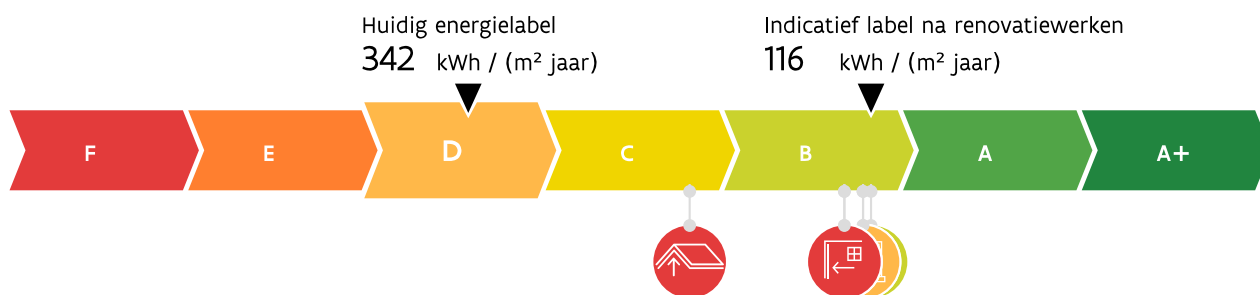 Huidig energielabel
342 kWh / (m² jaar)
Indicatief label na renovatiewerken
116 kWh / (m² jaar)
F E D C B A A+